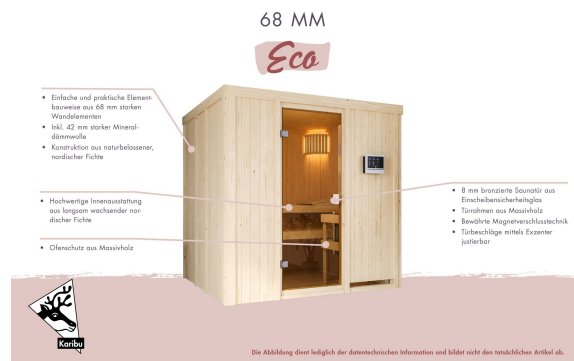 68 MM
Eco
• Einfache und praktische Element-
bauweise aus 68 mm starken
Wandelementen
• Inkl. 42 mm starker Mineral-
dämmwolle
• Konstruktion aus naturbelassener,
nordischer Fichte
• Hochwertige Innenausstattung
aus langsam wachsender nor-
discher Fichte
• Ofenschutz aus Massivholz
• 8 mm bronzierte Saunatür aus
Einscheibensicherheitsglas
• Türrahmen aus Massivholz
• Bewährte Magnetverschlusstechnik
• Türbeschläge mittels Exzenter
justierbar
Karibu
Die Abbildung dient lediglich der datentechnischen Information und bildet nicht den tatsächlichen Artikel ab.